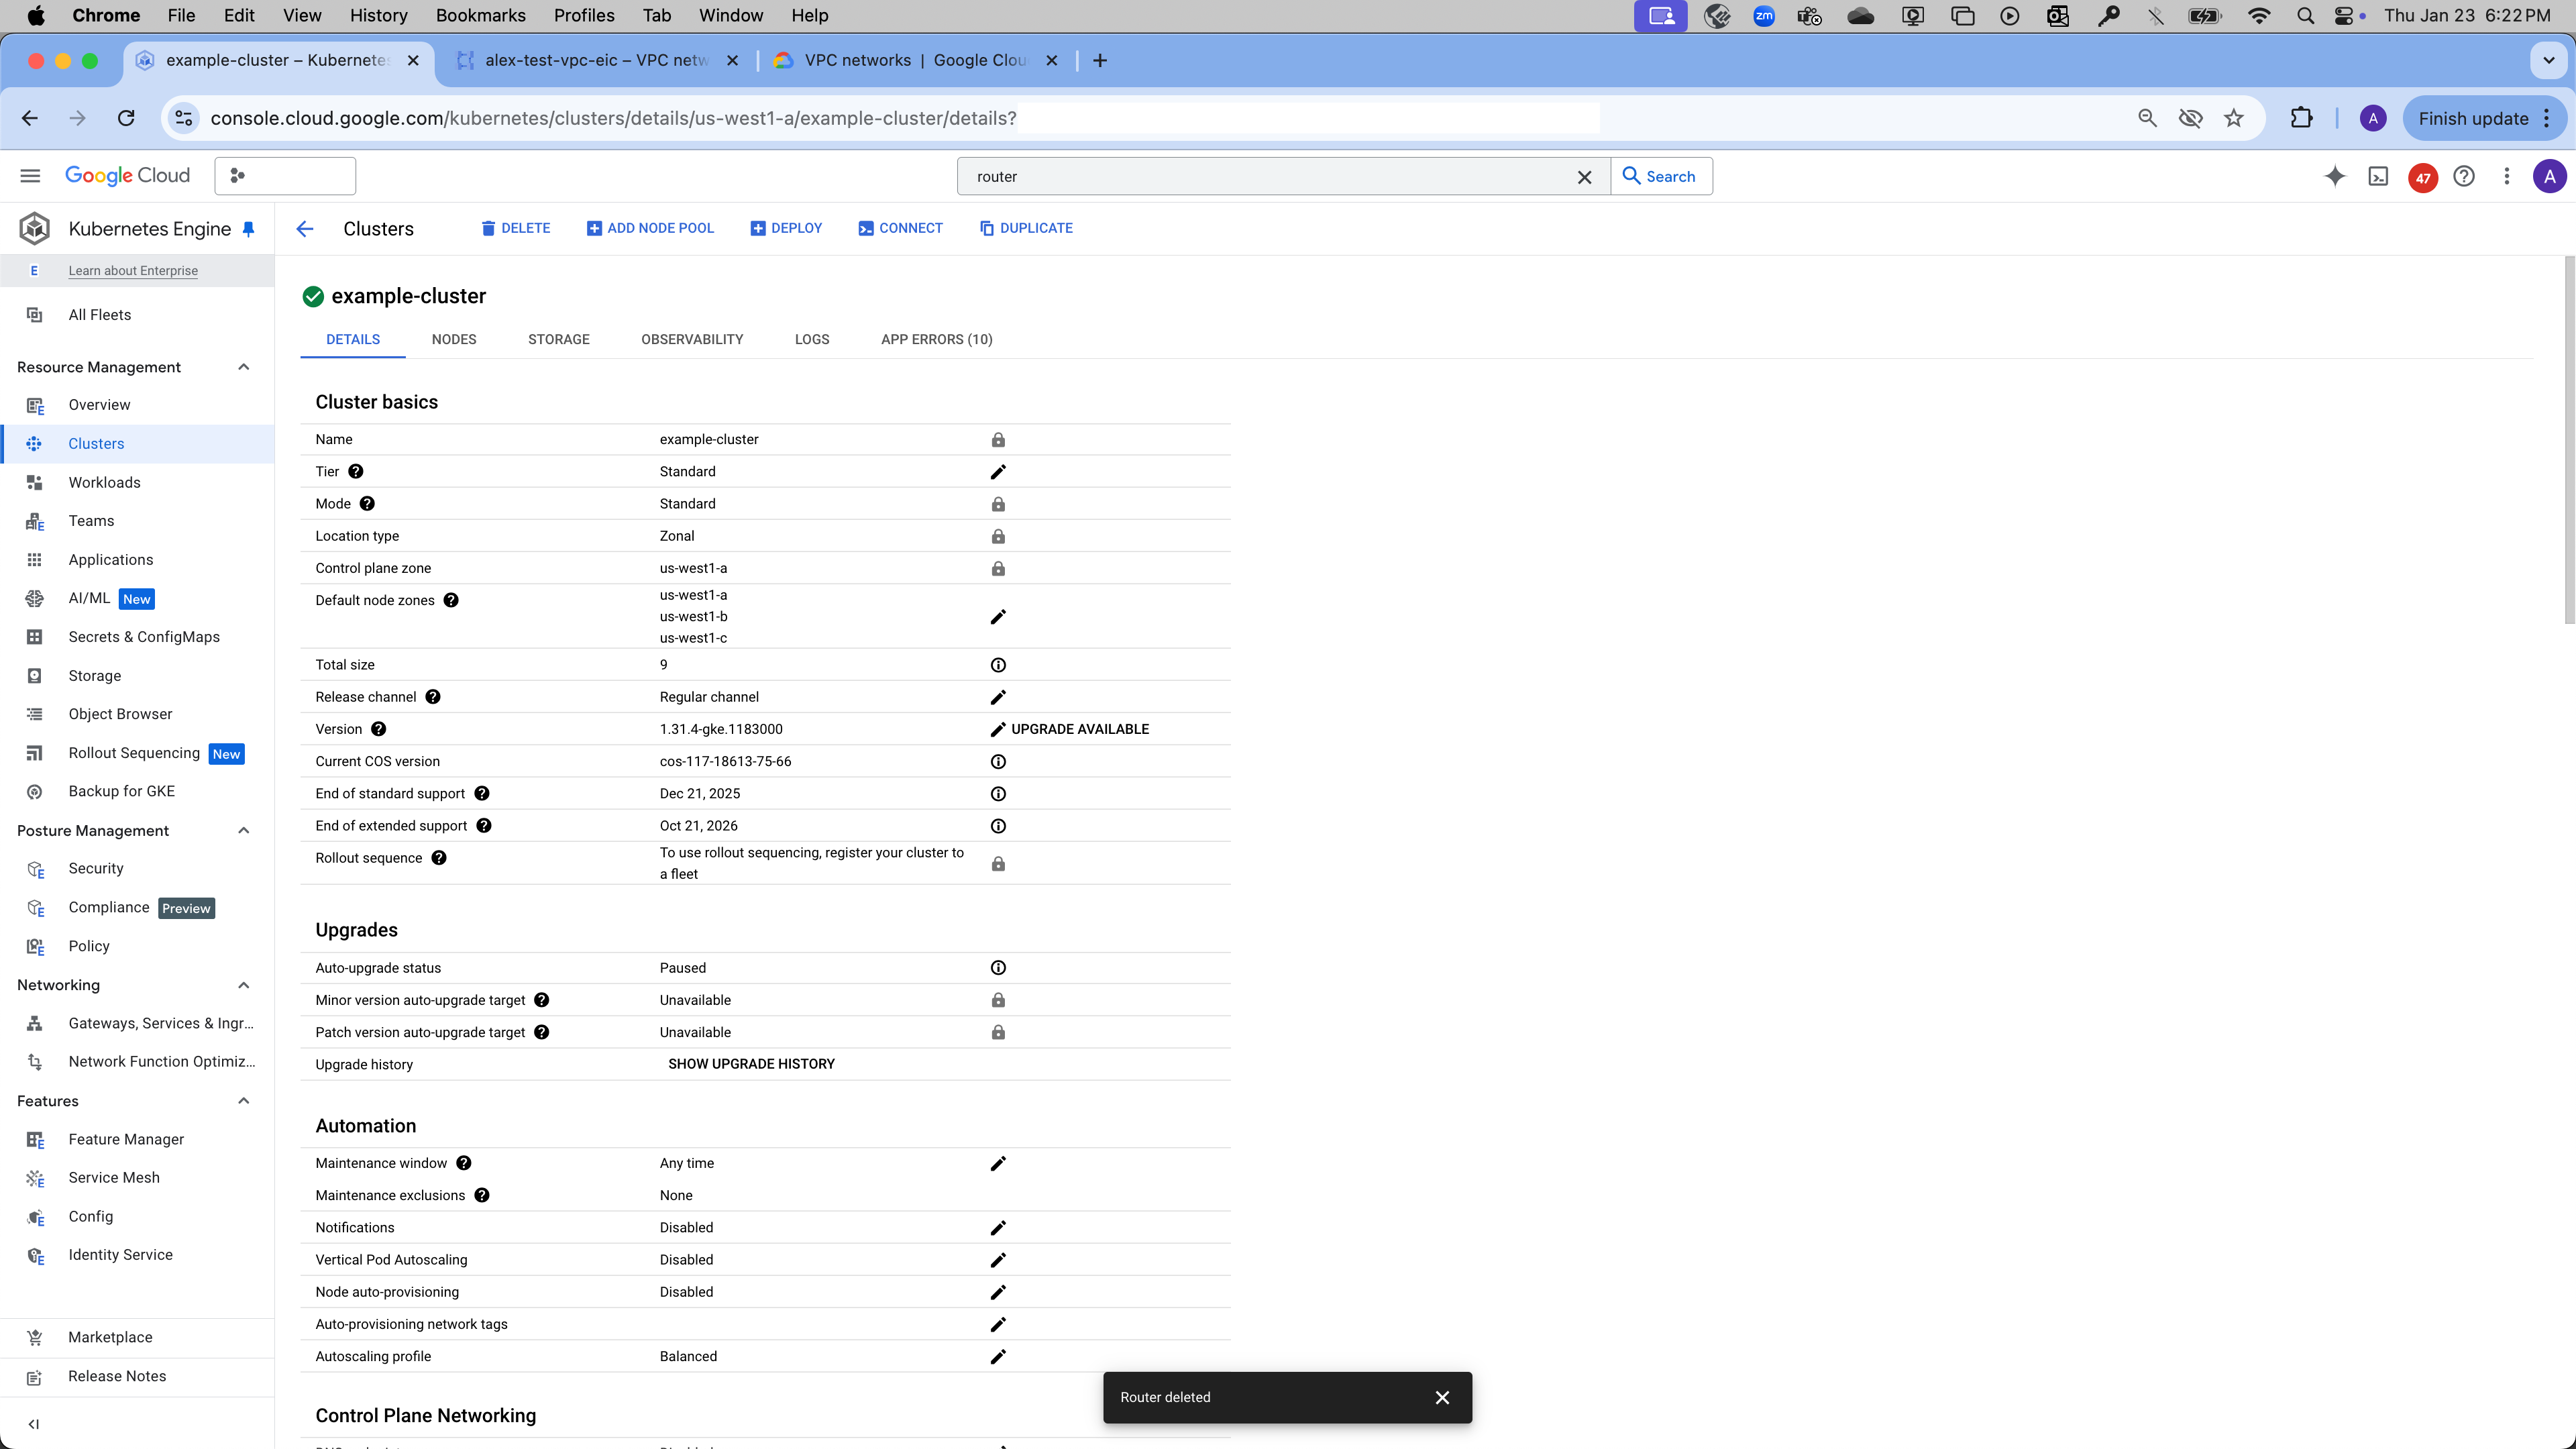 Chrome File Edit View History Bookmarks Profiles Tab Window Help
zm
Thu Jan 23 6:22 PM
example-cluster – Kubernetes
alex-test-vpc-eic – VPC netw
VPC networks | Google Clou
console.cloud.google.com/kubernetes/clusters/details/us-west1-a/example-cluster/details?
A
Finish update
Google Cloud
router
Search
47
A
Kubernetes Engine
Clusters
DELETE
ADD NODE POOL
DEPLOY
CONNECT
DUPLICATE
E Learn about Enterprise
All Fleets
Resource Management
Overview
Clusters
Workloads
Teams
Applications
AI/ML New
Secrets & ConfigMaps
Storage
Object Browser
Rollout Sequencing New
Backup for GKE
Posture Management
Security
Compliance Preview
Policy
Networking
Gateways, Services & Ingr...
Network Function Optimiz...
Features
Feature Manager
Service Mesh
Config
Identity Service
Marketplace
Release Notes
example-cluster
DETAILS NODES STORAGE OBSERVABILITY LOGS APP ERRORS (10)
Cluster basics
Name example-cluster
Tier Standard
Mode Standard
Location type Zonal
Control plane zone us-west1-a
Default node zones us-west1-a
us-west1-b
us-west1-c
Total size 9
Release channel Regular channel
Version 1.31.4-gke.1183000 UPGRADE AVAILABLE
Current COS version cos-117-18613-75-66
End of standard support Dec 21, 2025
End of extended support Oct 21, 2026
Rollout sequence To use rollout sequencing, register your cluster to
a fleet
Upgrades
Auto-upgrade status Paused
Minor version auto-upgrade target Unavailable
Patch version auto-upgrade target Unavailable
Upgrade history SHOW UPGRADE HISTORY
Automation
Maintenance window Any time
Maintenance exclusions None
Notifications Disabled
Vertical Pod Autoscaling Disabled
Node auto-provisioning Disabled
Auto-provisioning network tags
Autoscaling profile Balanced
Control Plane Networking
Router deleted